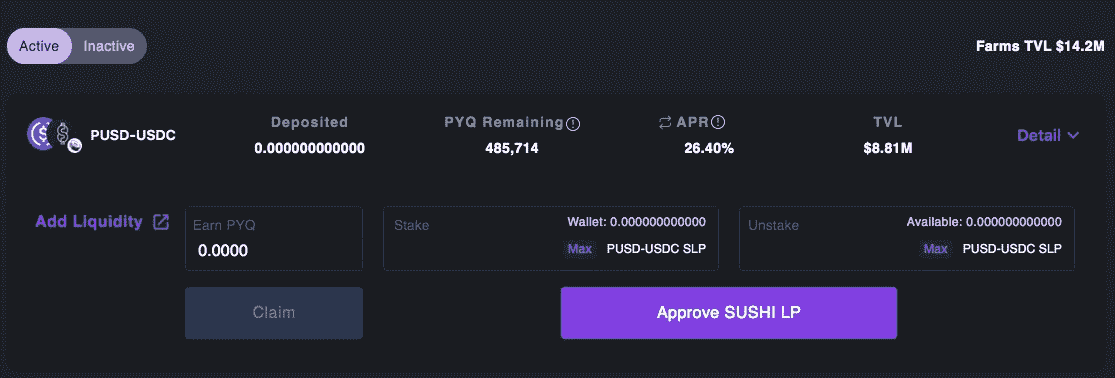 Active Inactive Farms TVL $14.2M
Deposited PYQ Remaining APR TVL
PUSD-USDC 0.000000000000 485,714 26.40% $8.81M Detail
Add Liquidity Earn PYQ Stake Wallet: 0.000000000000 Unstake Available: 0.000000000000
0.0000 Max PUSD-USDC SLP Max PUSD-USDC SLP
Claim Approve SUSHI LP